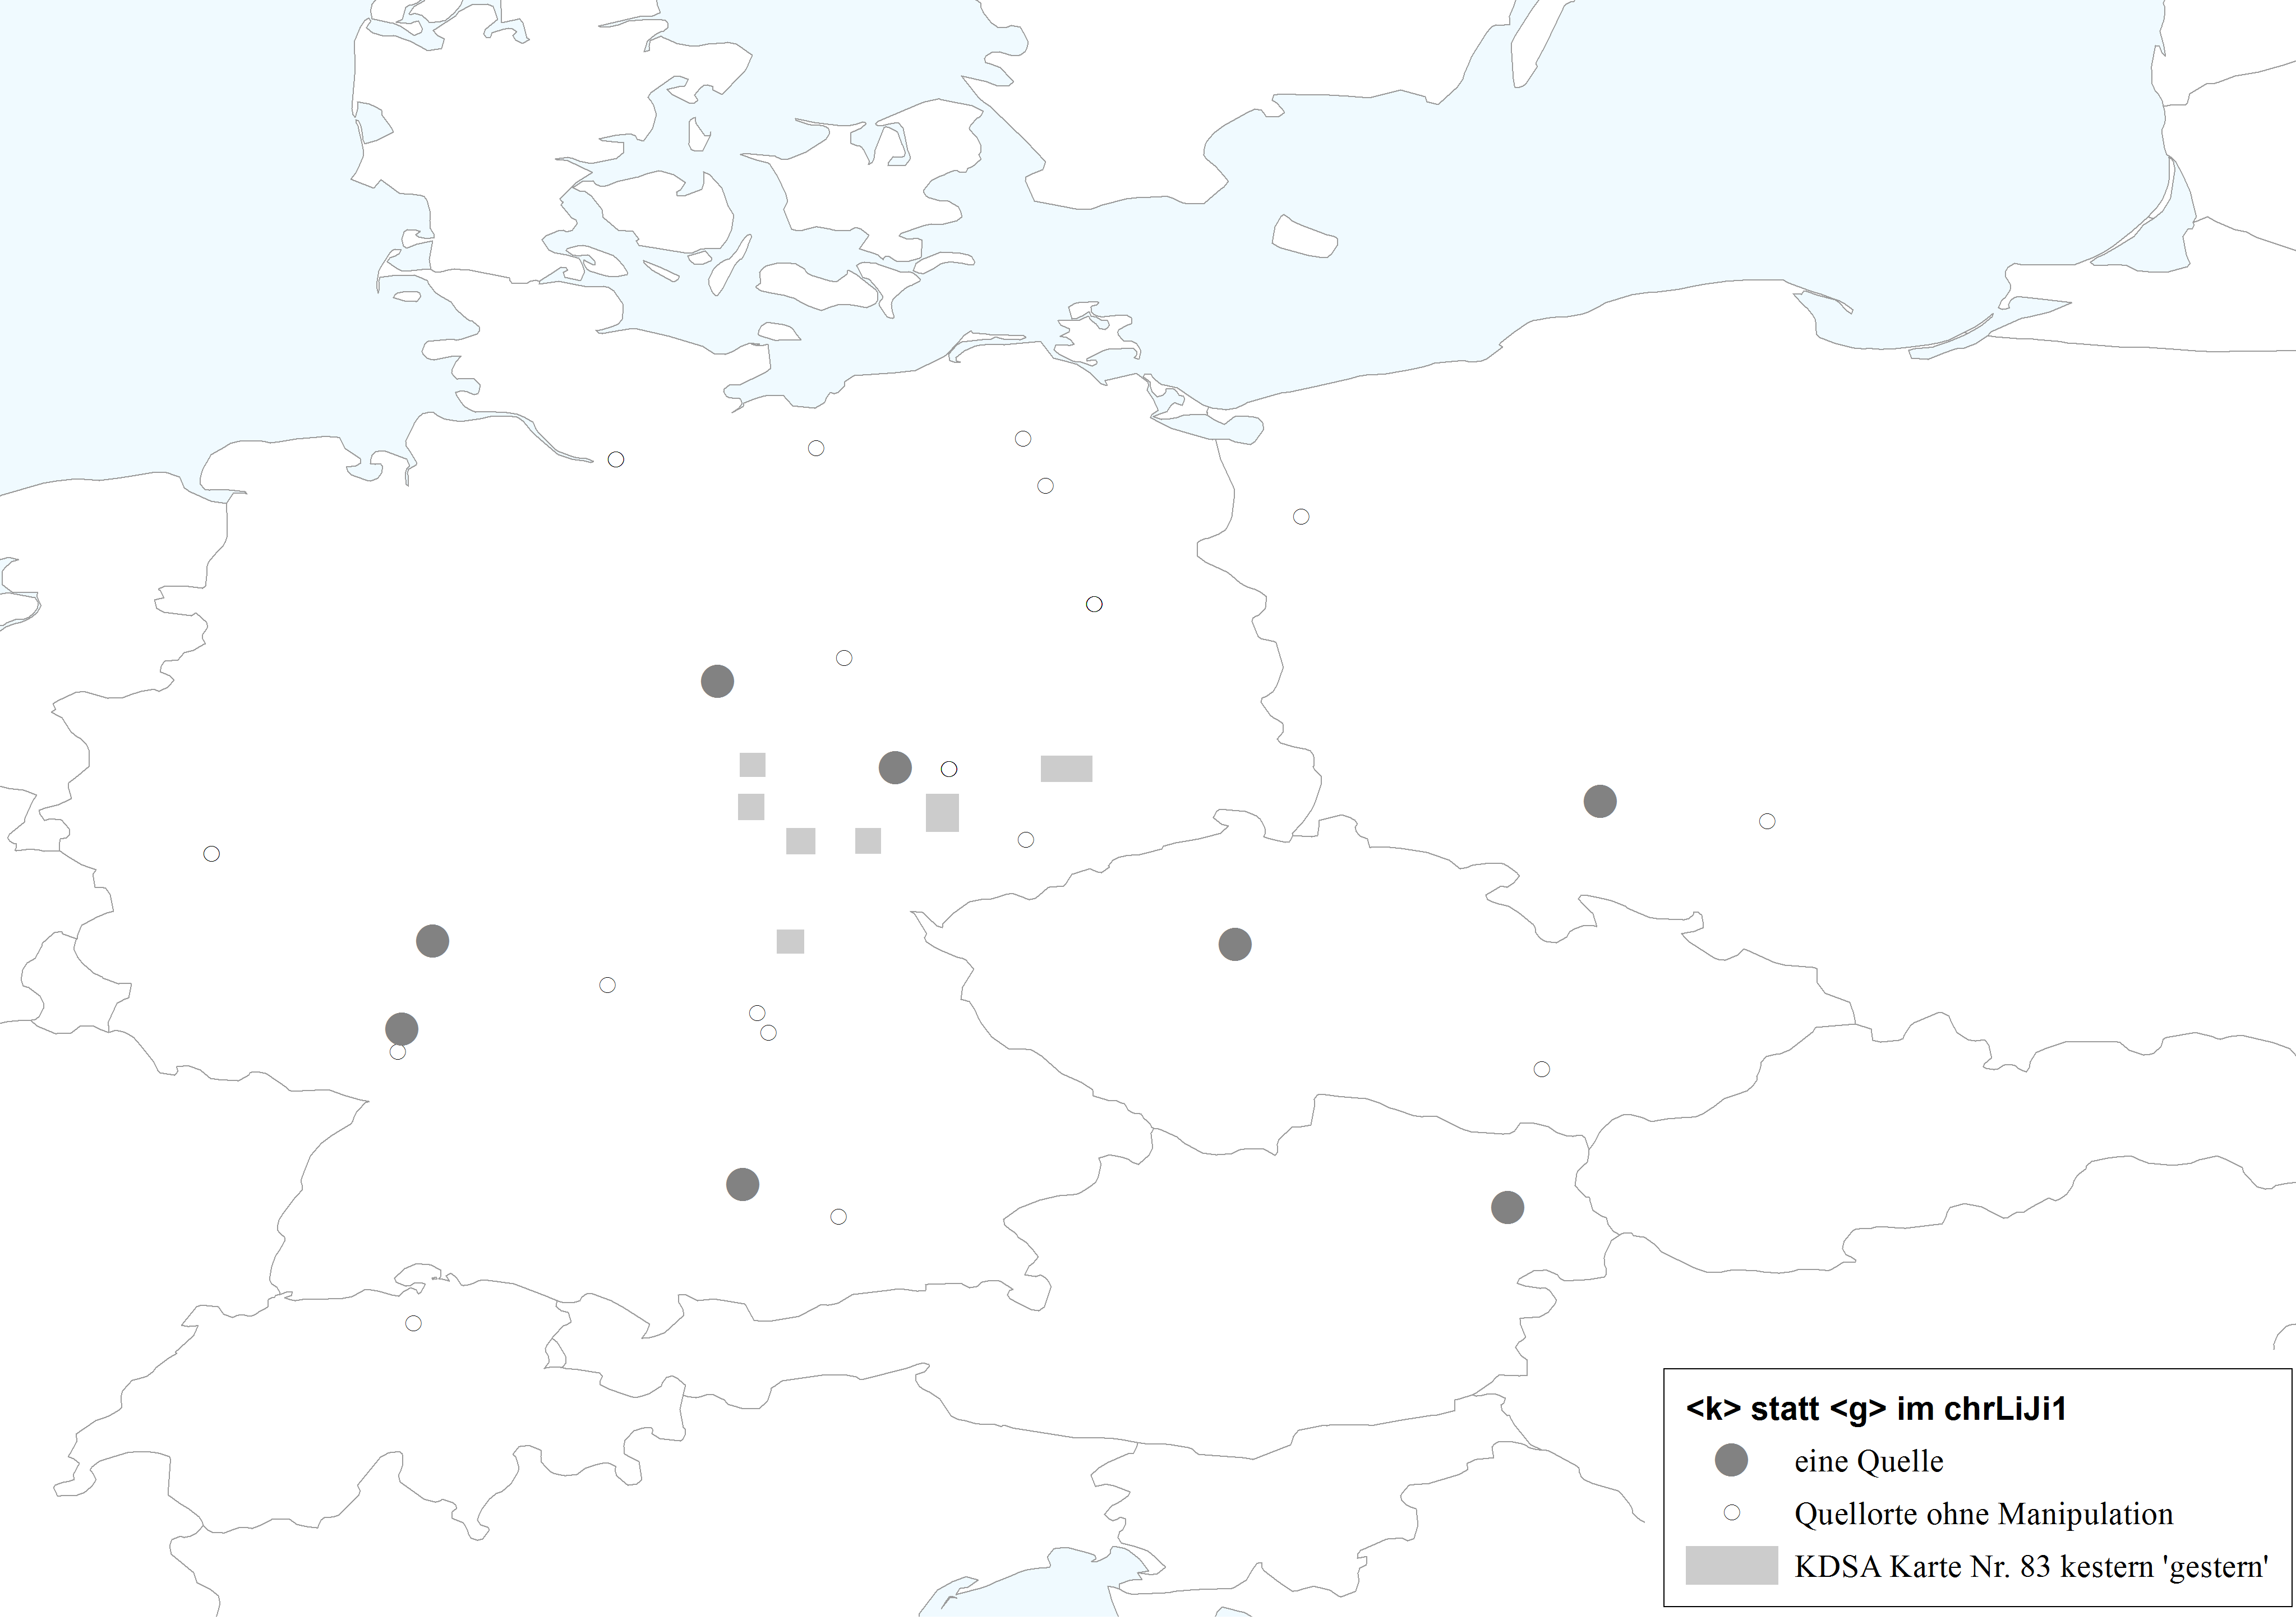 <k> statt <g> im chrLiJi1
eine Quelle
Quellorte ohne Manipulation
KDSA Karte Nr. 83 kestern 'gestern'